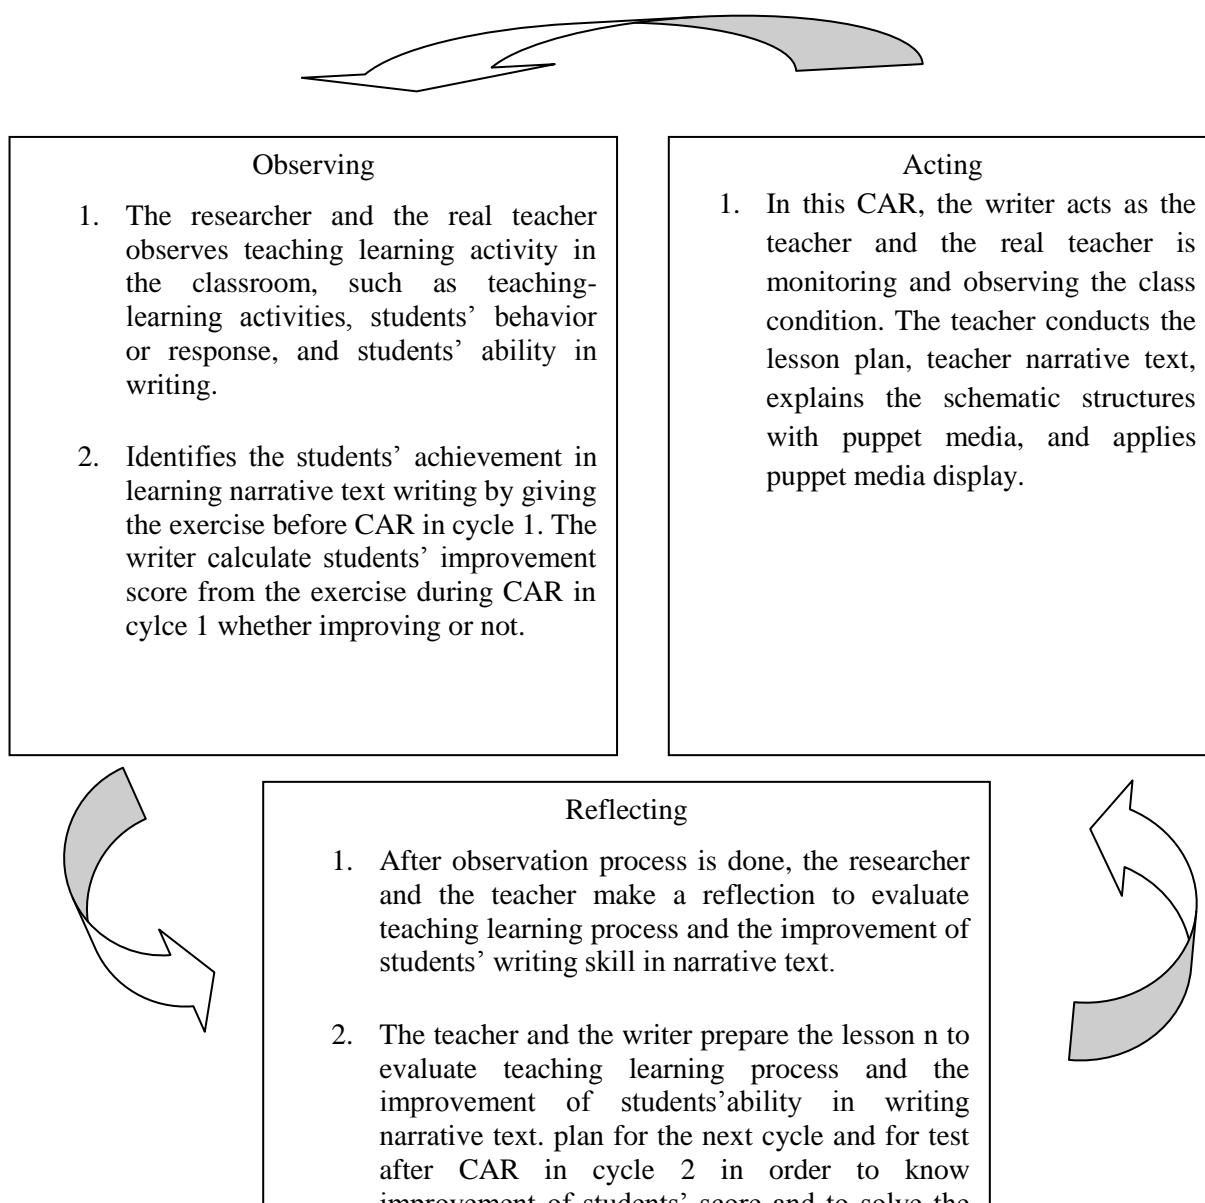 Observing
1. The researcher and the real teacher
observes teaching learning activity in
the classroom, such as teaching-
learning activities, students’ behavior
or response, and students’ ability in
writing.
2. Identifies the students’ achievement in
learning narrative text writing by giving
the exercise before CAR in cycle 1. The
writer calculate students’ improvement
score from the exercise during CAR in
cylce 1 whether improving or not.
Acting
1. In this CAR, the writer acts as the
teacher and the real teacher is
monitoring and observing the class
condition. The teacher conducts the
lesson plan, teacher narrative text,
explains the schematic structures
with puppet media, and applies
puppet media display.
Reflecting
1. After observation process is done, the researcher
and the teacher make a reflection to evaluate
teaching learning process and the improvement of
students’ writing skill in narrative text.
2. The teacher and the writer prepare the lesson n to
evaluate teaching learning process and the
improvement of students’ability in writing
narrative text. plan for the next cycle and for test
after CAR in cycle 2 in order to know
improvement of students’ score and to solve the